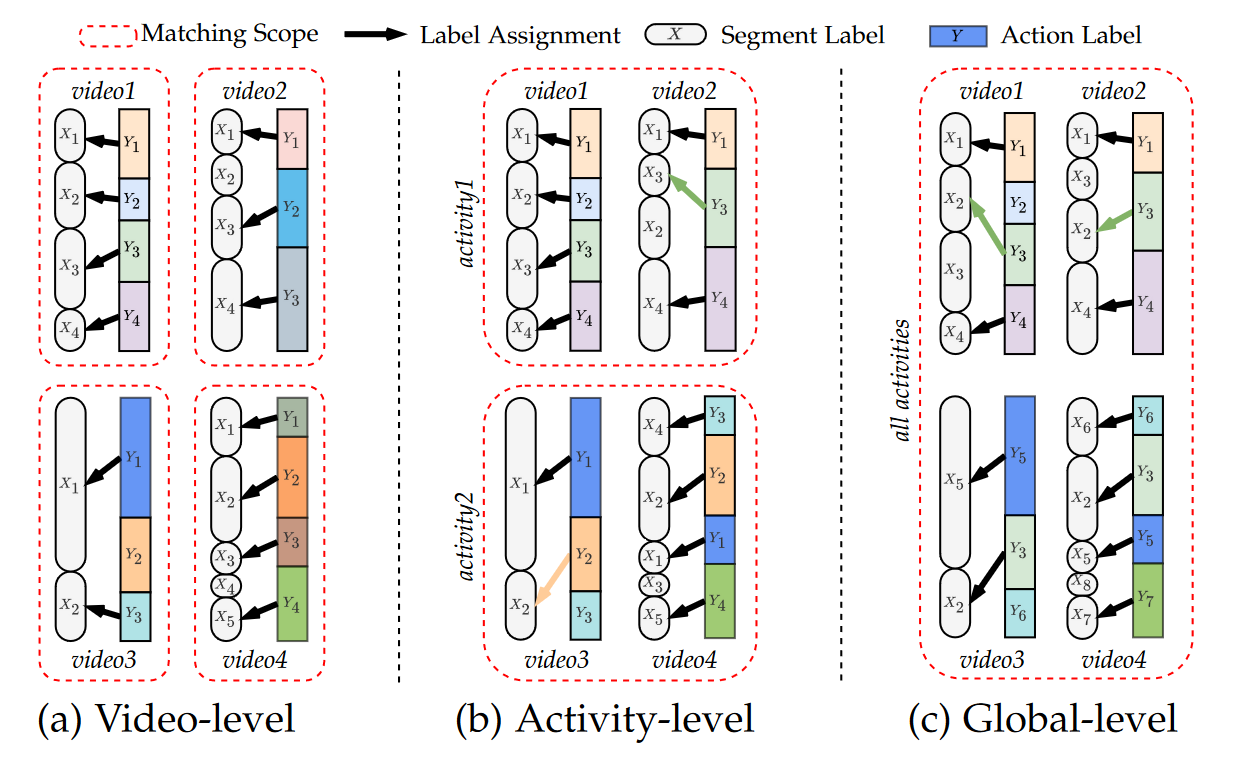 Matching Scope Label Assignment X Segment Label Y Action Label
video1 video2
X1 X2 X3 X4 Y1 Y2 Y3 Y4
X1 X2 X3 X4 Y1 Y2 Y3
X1 X2 Y1 Y2 Y3
X1 X2 X3 X4 X5 Y1 Y2 Y3 Y4
video3 video4
(a) Video-level
video1 video2
activity1
X1 X2 X3 X4 Y1 Y2 Y3 Y4
X1 X3 X2 X4 Y1 Y3 Y4
activity2
X1 X2 Y1 Y2 Y3
X4 X2 X1 X3 X5 Y3 Y2 Y1 Y4
video3 video4
(b) Activity-level
video1 video2
all activities
X1 X2 X3 X4 Y1 Y2 Y3 Y4
X1 X3 X2 X4 Y1 Y3 Y4
X5 X2 Y5 Y3 Y6
X6 X2 X5 X8 X7 Y6 Y3 Y5 Y7
video3 video4
(c) Global-level